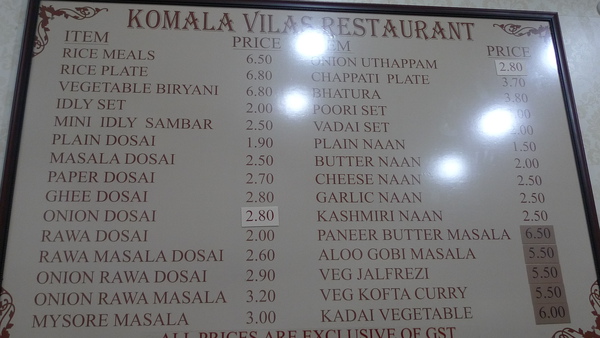 KOMALA VILAS RESTAURANT
ITEM PRICE
RICE MEALS 6.50
RICE PLATE 6.80
VEGETABLE BIRYANI 6.80
IDLY SET 2.00
MINI IDLY SAMBAR 2.50
PLAIN DOSAI 1.90
MASALA DOSAI 2.50
PAPER DOSAI 2.70
GHEE DOSAI 2.80
ONION DOSAI 2.80
RAWA DOSAI 2.00
RAWA MASALA DOSAI 2.60
ONION RAWA DOSAI 2.90
ONION RAWA MASALA 3.20
MYSORE MASALA 3.00
PRICE
ONION UTHAPPAM 2.80
CHAPPATI PLATE 3.70
BHATURA 3.80
POORI SET
VADAI SET
PLAIN NAAN 1.50
BUTTER NAAN 2.00
CHEESE NAAN 2.50
GARLIC NAAN 2.50
KASHMIRI NAAN 2.50
PANEER BUTTER MASALA 6.50
ALOO GOBI MASALA 5.50
VEG JALFREZI 5.50
VEG KOFTA CURRY 5.50
KADAI VEGETABLE 6.00
ALL PRICES ARE EXCLUSIVE OF GST